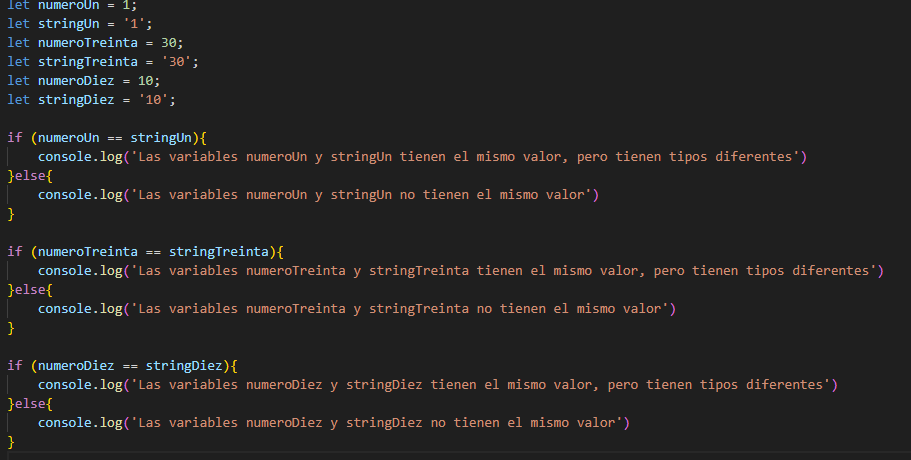 let numeroUn = 1;
let stringUn = '1';
let numeroTreinta = 30;
let stringTreinta = '30';
let numeroDiez = 10;
let stringDiez = '10';

if (numeroUn == stringUn){
    console.log('Las variables numeroUn y stringUn tienen el mismo valor, pero tienen tipos diferentes')
}else{
    console.log('Las variables numeroUn y stringUn no tienen el mismo valor')
}

if (numeroTreinta == stringTreinta){
    console.log('Las variables numeroTreinta y stringTreinta tienen el mismo valor, pero tienen tipos diferentes')
}else{
    console.log('Las variables numeroTreinta y stringTreinta no tienen el mismo valor')
}

if (numeroDiez == stringDiez){
    console.log('Las variables numeroDiez y stringDiez tienen el mismo valor, pero tienen tipos diferentes')
}else{
    console.log('Las variables numeroDiez y stringDiez no tienen el mismo valor')
}